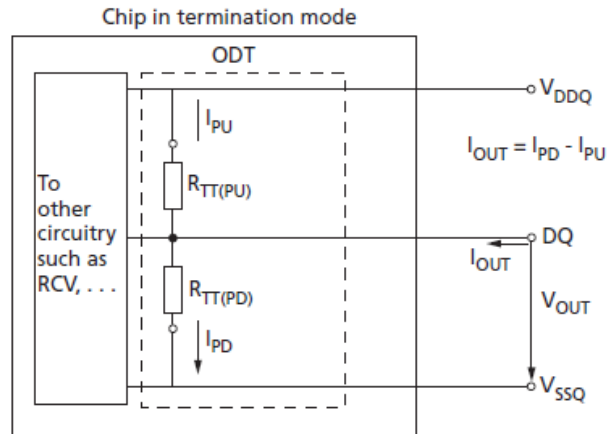 Chip in termination mode
ODT
V_DDQ
I_PU
I_OUT = I_PD - I_PU
R_TT(PU)
To
other
circuitry
such as
RCV, . . .
DQ
I_OUT
R_TT(PD)
V_OUT
I_PD
V_SSQ